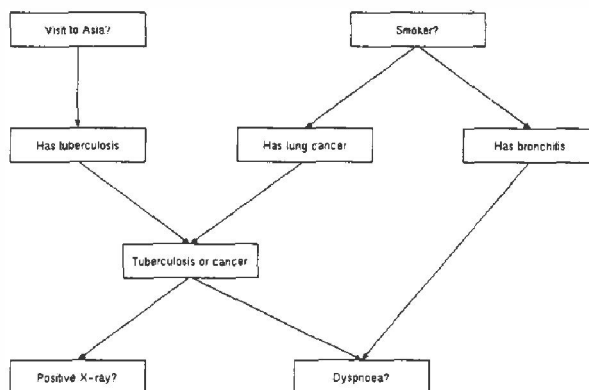 Visit to Asia?
Smoker?
Has tuberculosis
Has lung cancer
Has bronchitis
Tuberculosis or cancer
Positive X-ray?
Dyspnoea?